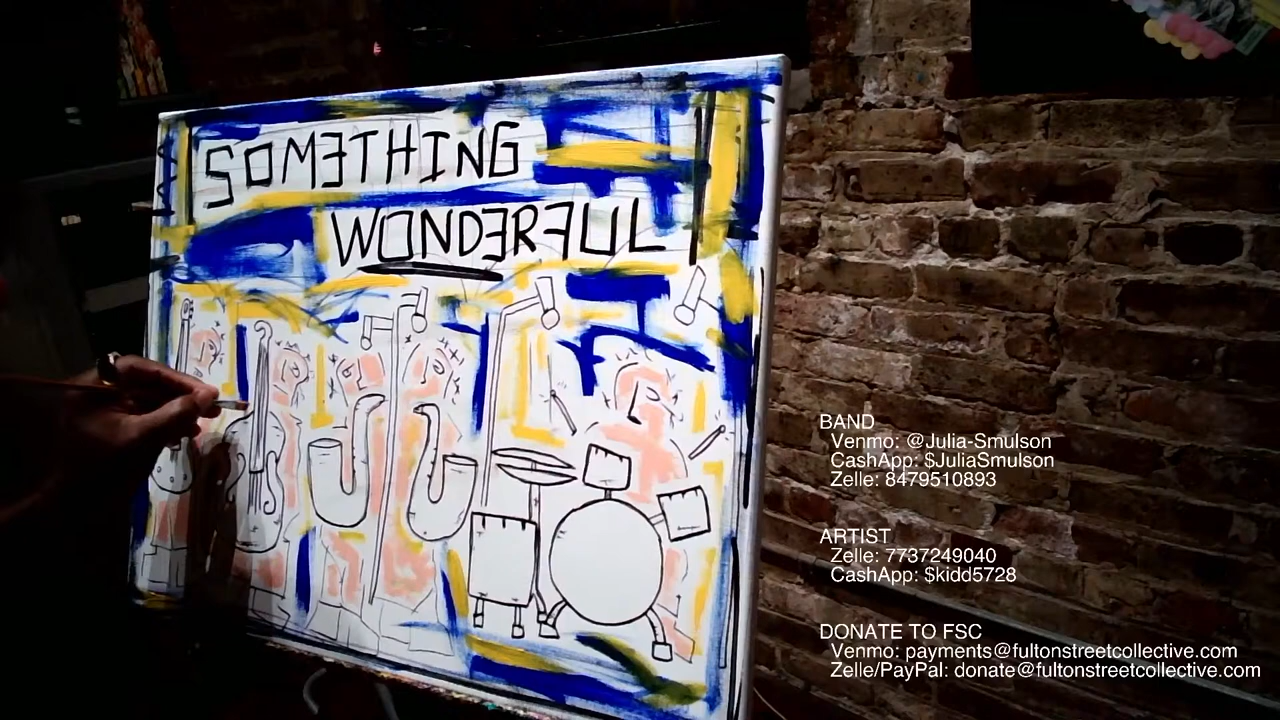 SOMETHING
WONDERFUL
BAND
Venmo: @Julia-Smulson
CashApp: $JuliaSmulson
Zelle: 8479510893
ARTIST
Zelle: 7737249040
CashApp: $kidd5728
DONATE TO FSC
Venmo: payments@fultonstreetcollective.com
Zelle/PayPal: donate@fultonstreetcollective.com